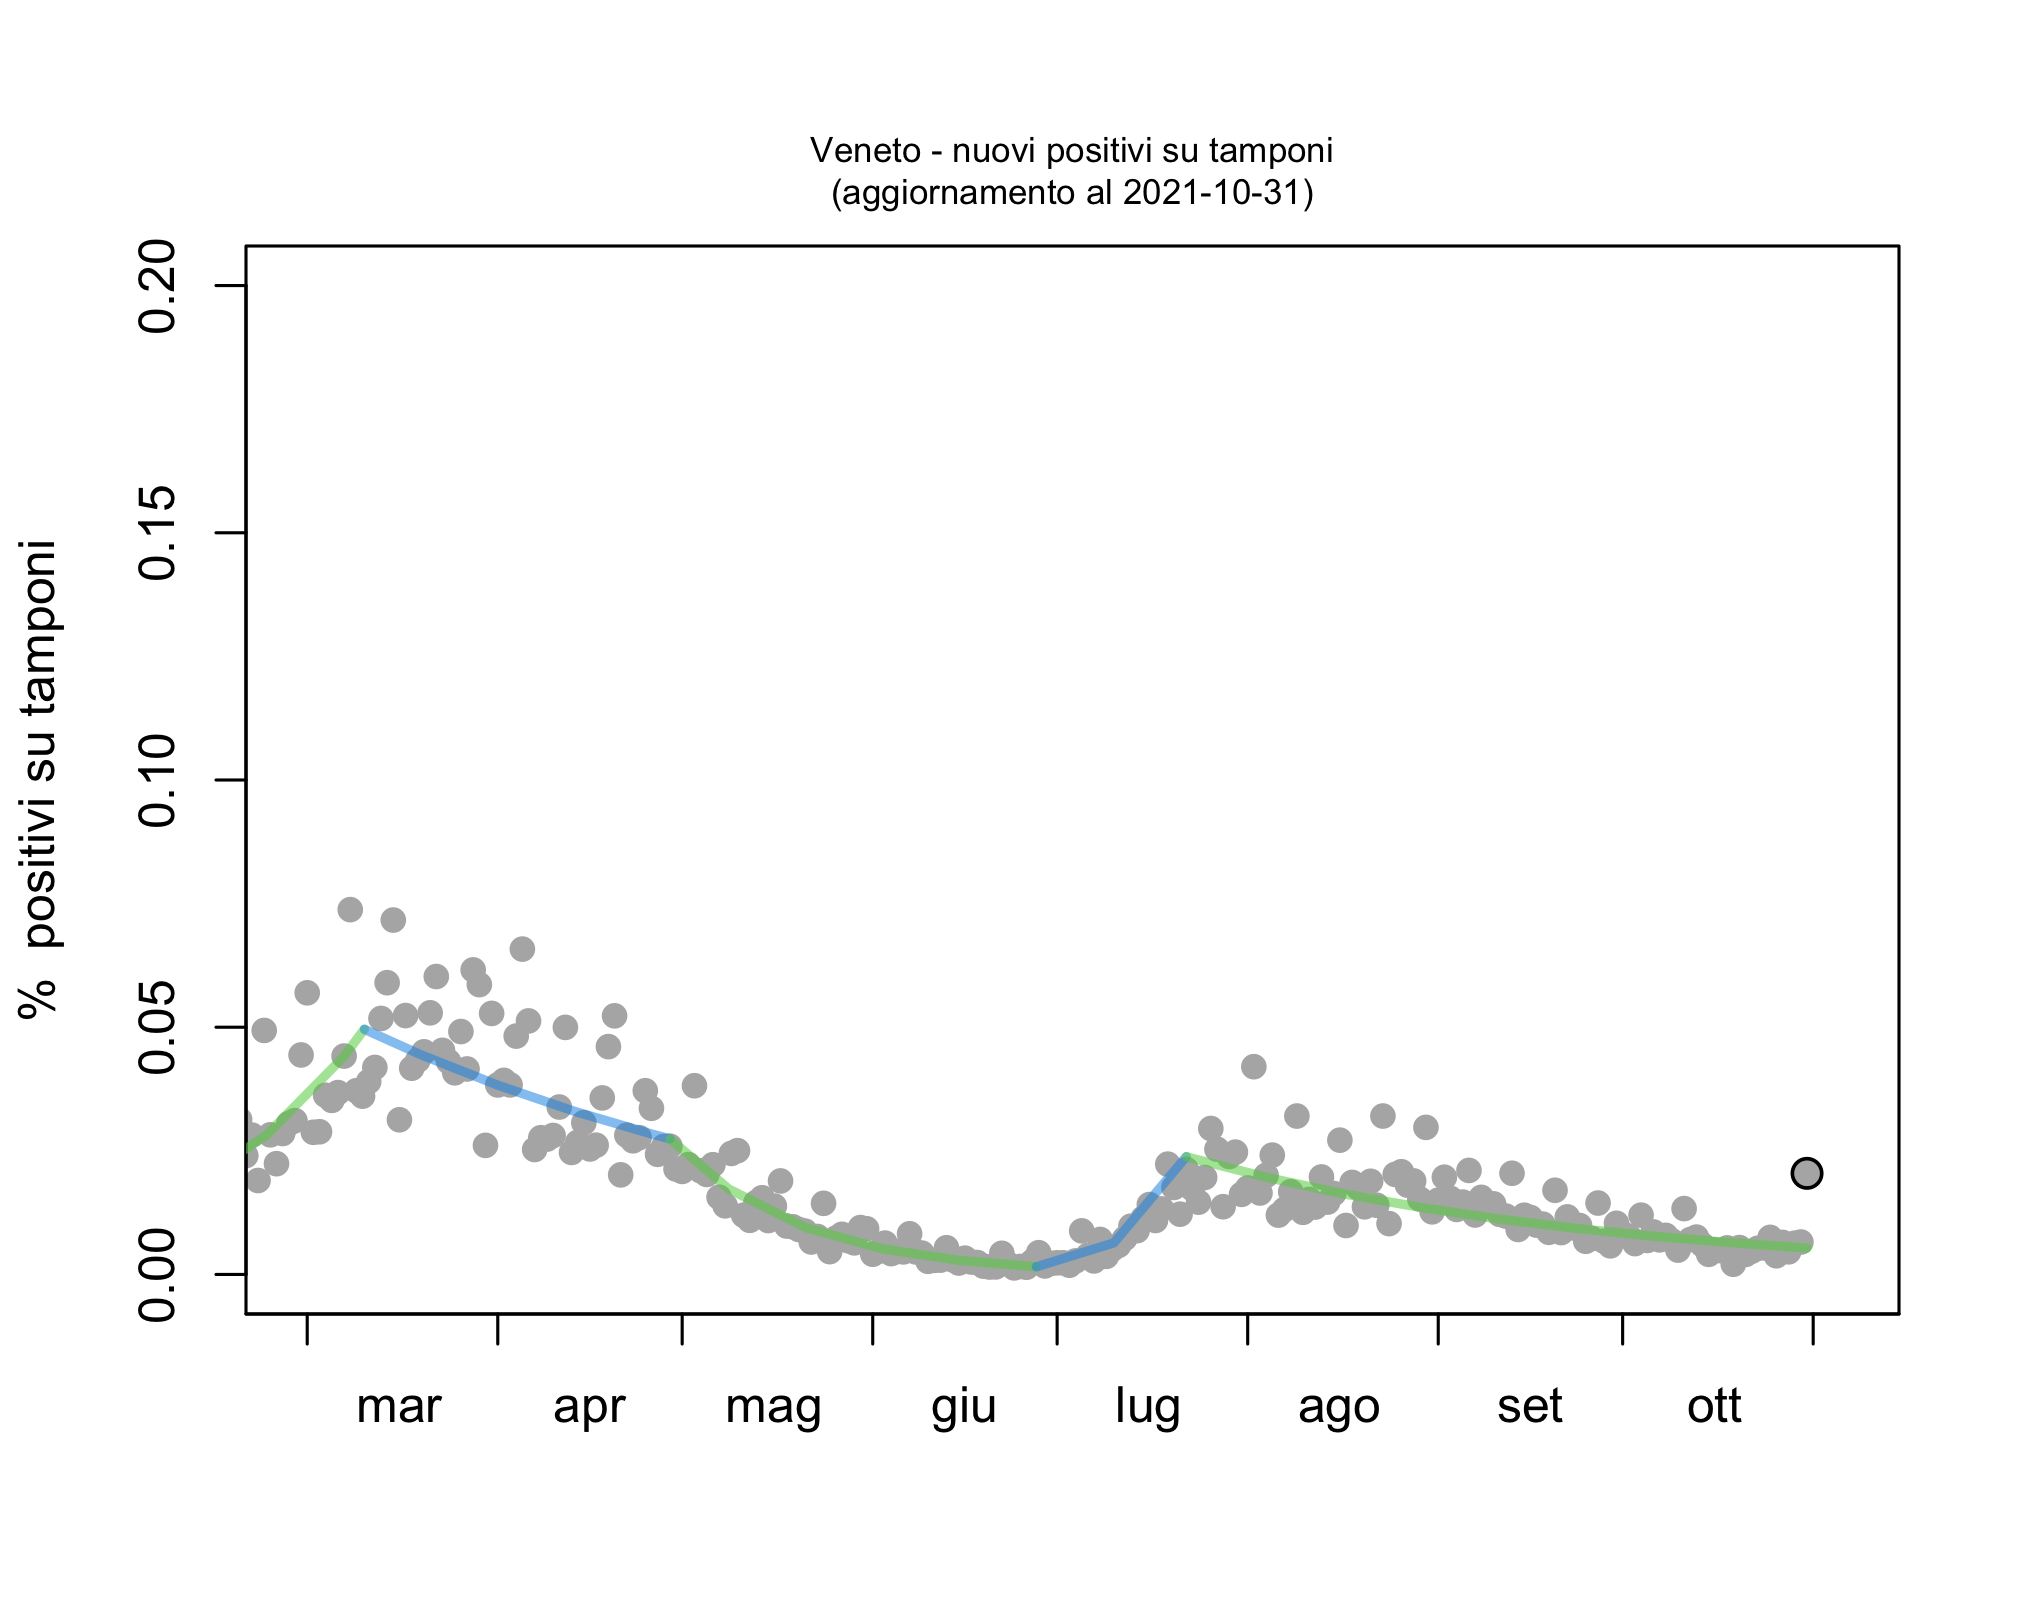 Veneto - nuovi positivi su tamponi
(aggiornamento al 2021-10-31)
% positivi su tamponi
0.20
0.15
0.10
0.05
0.00
mar apr mag giu lug ago set ott